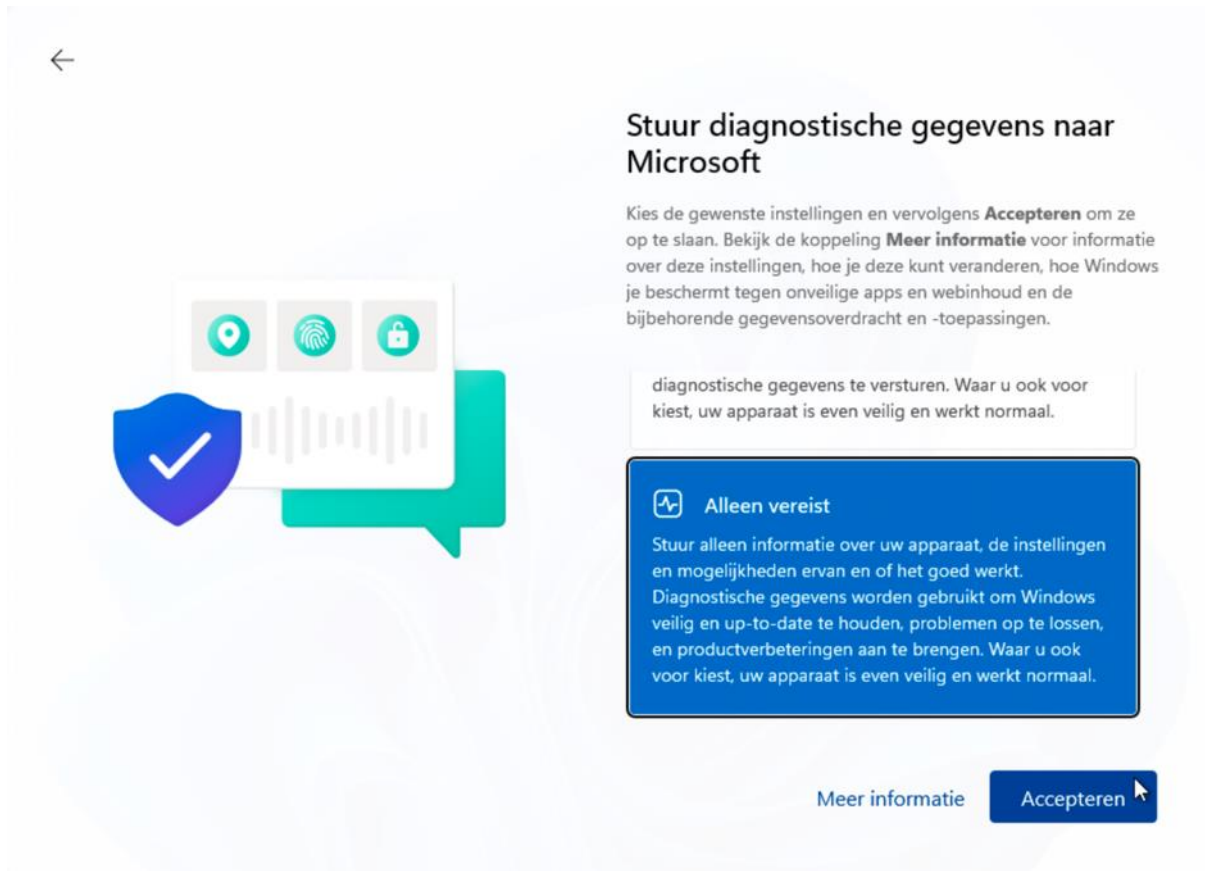 Stuur diagnostische gegevens naar
Microsoft
Kies de gewenste instellingen en vervolgens Accepteren om ze
op te slaan. Bekijk de koppeling Meer informatie voor informatie
over deze instellingen, hoe je deze kunt veranderen, hoe Windows
je beschermt tegen onveilige apps en webinhoud en de
bijbehorende gegevensoverdracht en -toepassingen.
diagnostische gegevens te versturen. Waar u ook voor
kiest, uw apparaat is even veilig en werkt normaal.
Alleen vereist
Stuur alleen informatie over uw apparaat, de instellingen
en mogelijkheden ervan en of het goed werkt.
Diagnostische gegevens worden gebruikt om Windows
veilig en up-to-date te houden, problemen op te lossen,
en productverbeteringen aan te brengen. Waar u ook
voor kiest, uw apparaat is even veilig en werkt normaal.
Meer informatie
Accepteren